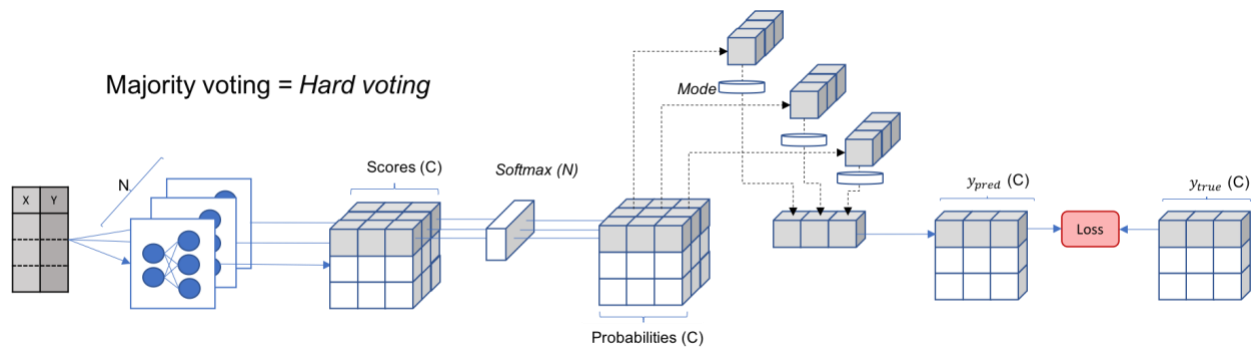 Majority voting = Hard voting
Mode
N
Scores (C)
Softmax (N)
X Y
y_pred (C)
y_true (C)
Loss
Probabilities (C)